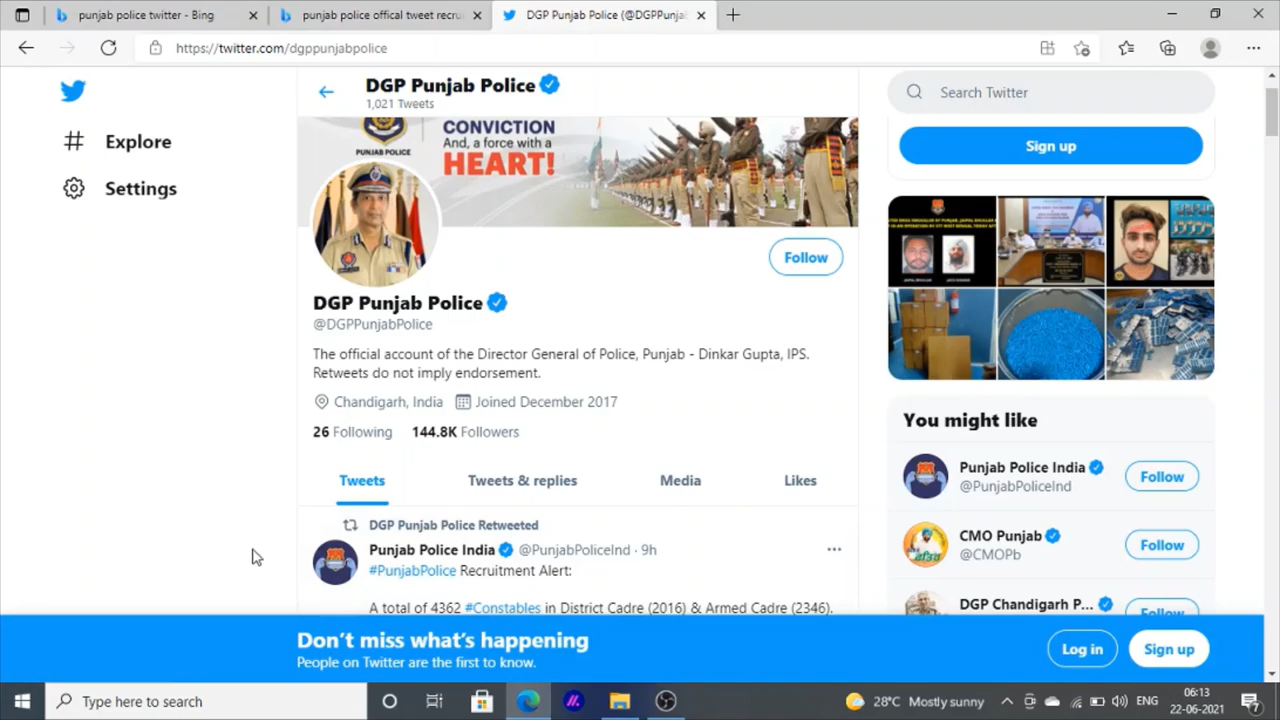 punjab police twitter - Bing
punjab police offical tweet recru
DGP Punjab Police (@DGPPunja
https://twitter.com/dgppunjabpolice
DGP Punjab Police
1,021 Tweets
Search Twitter
Sign up
Explore
Settings
PUNJAB POLICE
CONVICTION
And, a force with a
HEART!
Follow
DGP Punjab Police
@DGPPunjabPolice
The official account of the Director General of Police, Punjab - Dinkar Gupta, IPS.
Retweets do not imply endorsement.
Chandigarh, India Joined December 2017
26 Following 144.8K Followers
Tweets Tweets & replies Media Likes
DGP Punjab Police Retweeted
Punjab Police India @PunjabPoliceInd · 9h
#PunjabPolice Recruitment Alert:
A total of 4362 #Constables in District Cadre (2016) & Armed Cadre (2346).
You might like
Punjab Police India
@PunjabPoliceInd
Follow
CMO Punjab
@CMOPb
Follow
DGP Chandigarh P...
Follow
Don't miss what's happening
People on Twitter are the first to know.
Log in
Sign up
Type here to search
28°C Mostly sunny
ENG
06:13
22-06-2021
7